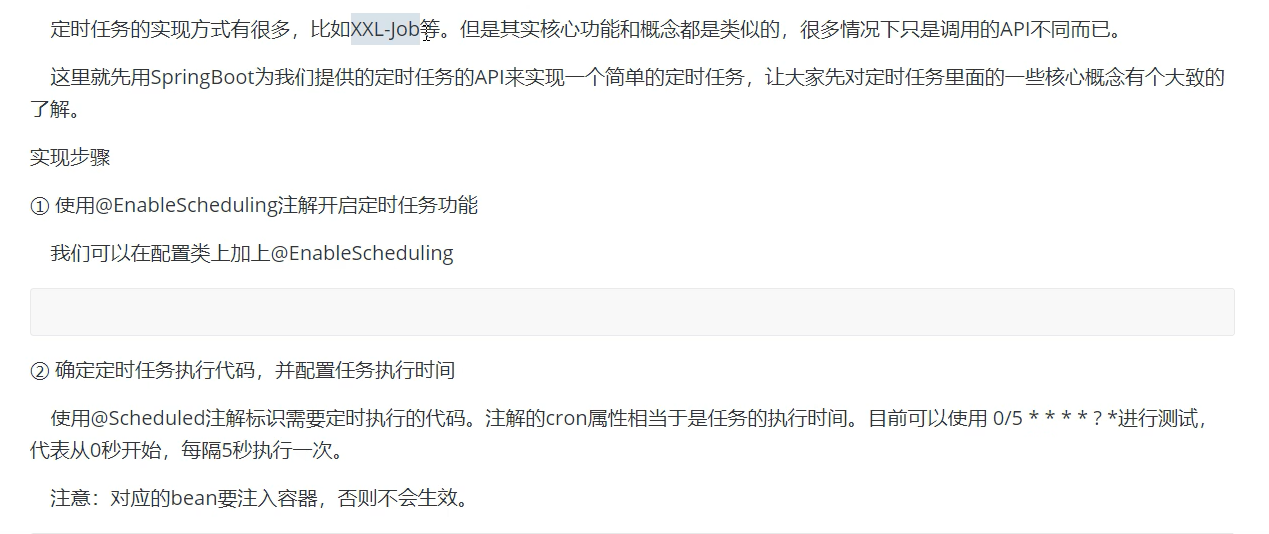 定时任务的实现方式有很多，比如XXL-Job等。但是其实核心功能和概念都是类似的，很多情况下只是调用的API不同而已。
这里就先用SpringBoot为我们提供的定时任务的API来实现一个简单的定时任务，让大家先对定时任务里面的一些核心概念有个大致的
了解。
实现步骤
① 使用@EnableScheduling注解开启定时任务功能
我们可以在配置类上加上@EnableScheduling
② 确定定时任务执行代码，并配置任务执行时间
使用@Scheduled注解标识需要定时执行的代码。注解的cron属性相当于是任务的执行时间。目前可以使用 0/5 * * * * ? *进行测试，
代表从0秒开始，每隔5秒执行一次。
注意：对应的bean要注入容器，否则不会生效。